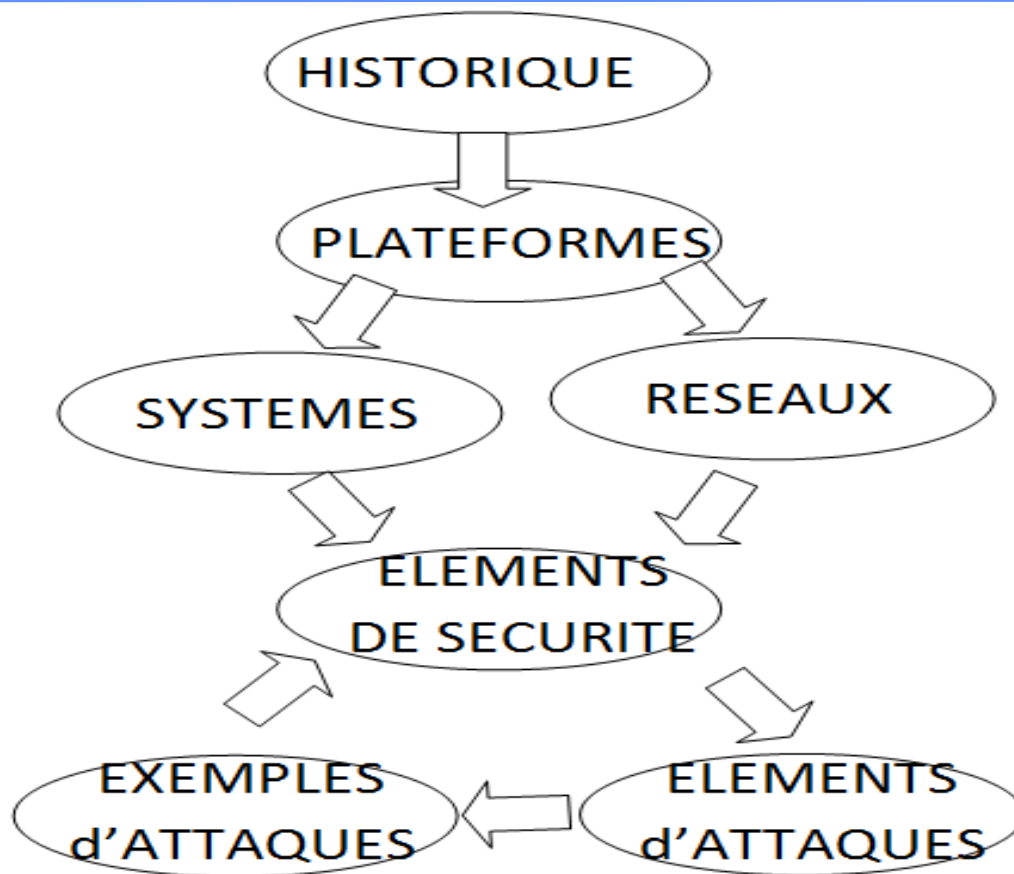 HISTORIQUE
PLATEFORMES
SYSTEMES
RESEAUX
ELEMENTS
DE SECURITE
EXEMPLES
d’ATTAQUES
ELEMENTS
d’ATTAQUES